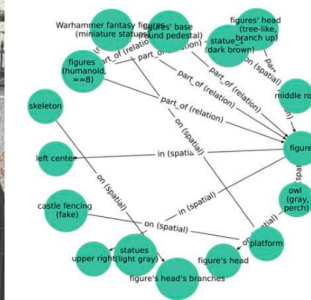 Warhammer fantasy figures
(miniature statues)
figures' base
(round pedestal)
statue_1
(dark brown)
figures' head
(tree-like,
branch up)
figures
(humanoid,
==8)
part_of (relation)
part_of (relation)
part_of (relation)
part_of (relation)
on (spatial)
skeleton
middle ro
figure
left center
in (spatial)
on (spatial)
on (spatial)
owl
(gray,
perch)
castle fencing
(fake)
in (spatial)
on (spatial)
platform
upper right
statues
(light gray)
figure's head
figure's head's branches